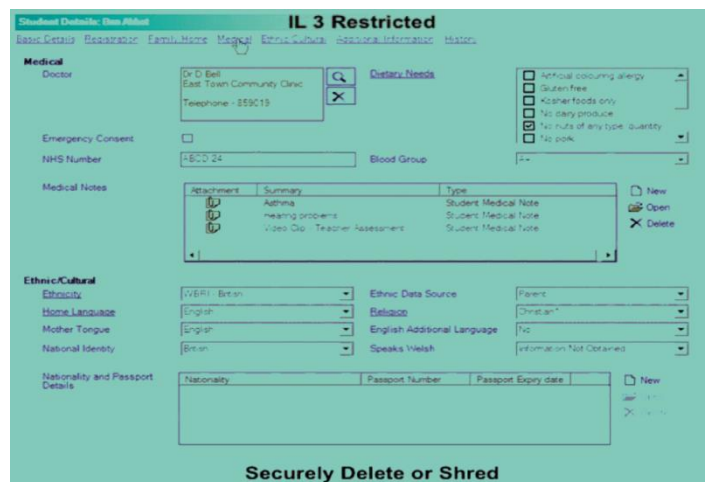 IL 3 Restricted
Student Details: Ben Abbot
Basic Details Registration Family Home Medical Ethnic Cultural Additional Information History
Medical
Doctor
Dr D Bell
East Town Community Clinic
Telephone - 859019
Dietary Needs
Artificial colouring allergy
Gluten free
Kosher foods only
No dairy produce
No nuts of any type quantity
No pork
Emergency Consent
NHS Number ABCD 24 Blood Group
Medical Notes
Attachment Summary Type
Asthma Student Medical Note
Hearing problems Student Medical Note
Video Clip - Teacher Assessment Student Medical Note
New
Open
Delete
Ethnic/Cultural
Ethnicity WBRI - British Ethnic Data Source Parent
Home Language English Religion Christian*
Mother Tongue English English Additional Language No
National Identity British Speaks Welsh Information Not Obtained
Nationality and Passport
Details
Nationality Passport Number Passport Expiry date
New
Securely Delete or Shred